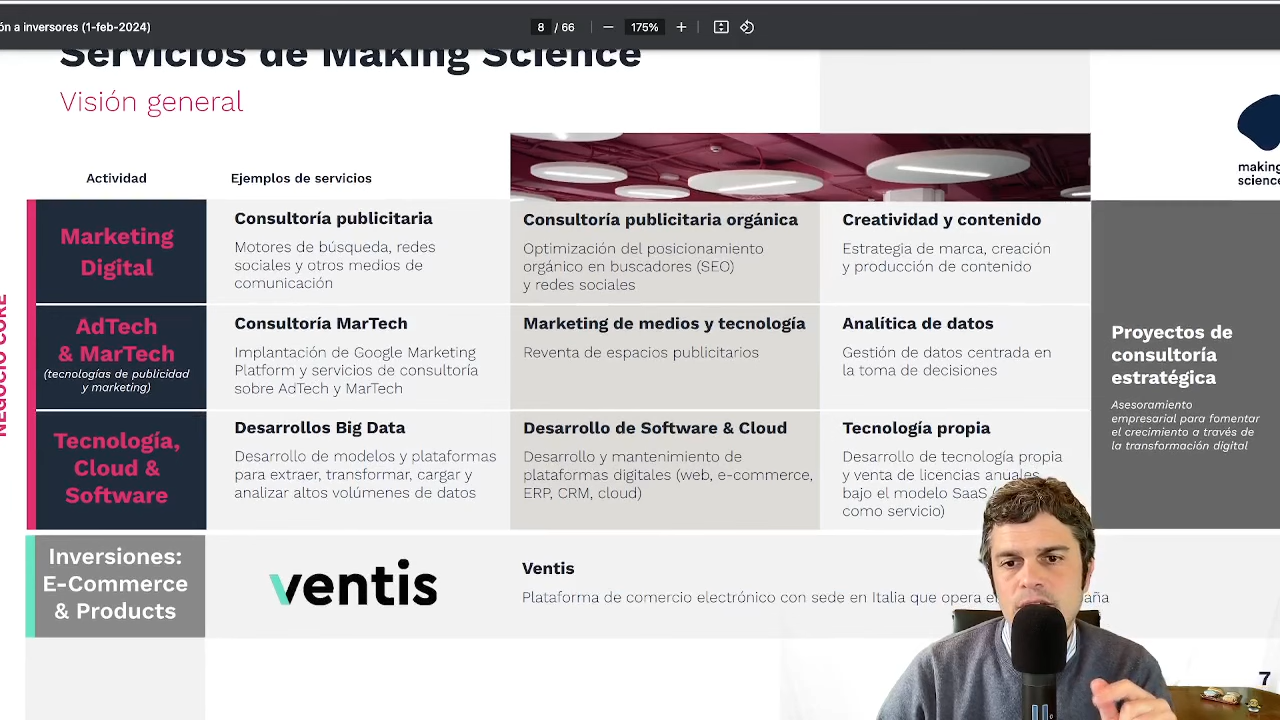 ón a inversores (1-feb-2024)
8 / 66
175%
Servicios de Making Science
Visión general
making
science
Actividad
Ejemplos de servicios
NEGOCIO CORE
Marketing
Digital
Consultoría publicitaria
Motores de búsqueda, redes
sociales y otros medios de
comunicación
Consultoría publicitaria orgánica
Optimización del posicionamiento
orgánico en buscadores (SEO)
y redes sociales
Creatividad y contenido
Estrategia de marca, creación
y producción de contenido
AdTech
& MarTech
(tecnologías de publicidad
y marketing)
Consultoría MarTech
Implantación de Google Marketing
Platform y servicios de consultoría
sobre AdTech y MarTech
Marketing de medios y tecnología
Reventa de espacios publicitarios
Analítica de datos
Gestión de datos centrada en
la toma de decisiones
Tecnología,
Cloud &
Software
Desarrollos Big Data
Desarrollo de modelos y plataformas
para extraer, transformar, cargar y
analizar altos volúmenes de datos
Desarrollo de Software & Cloud
Desarrollo y mantenimiento de
plataformas digitales (web, e-commerce,
ERP, CRM, cloud)
Tecnología propia
Desarrollo de tecnología propia
y venta de licencias anuales
bajo el modelo SaaS
como servicio)
Proyectos de
consultoría
estratégica
Asesoramiento
empresarial para fomentar
el crecimiento a través de
la transformación digital
Inversiones:
E-Commerce
& Products
ventis
Ventis
Plataforma de comercio electrónico con sede en Italia que opera
7